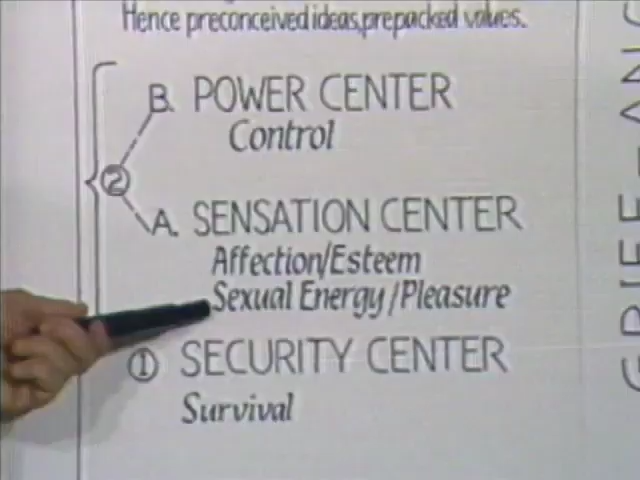 Hence preconceived ideas, prepacked values.
B. POWER CENTER
Control
②
A. SENSATION CENTER
Affection/Esteem
Sexual Energy/Pleasure
① SECURITY CENTER
Survival